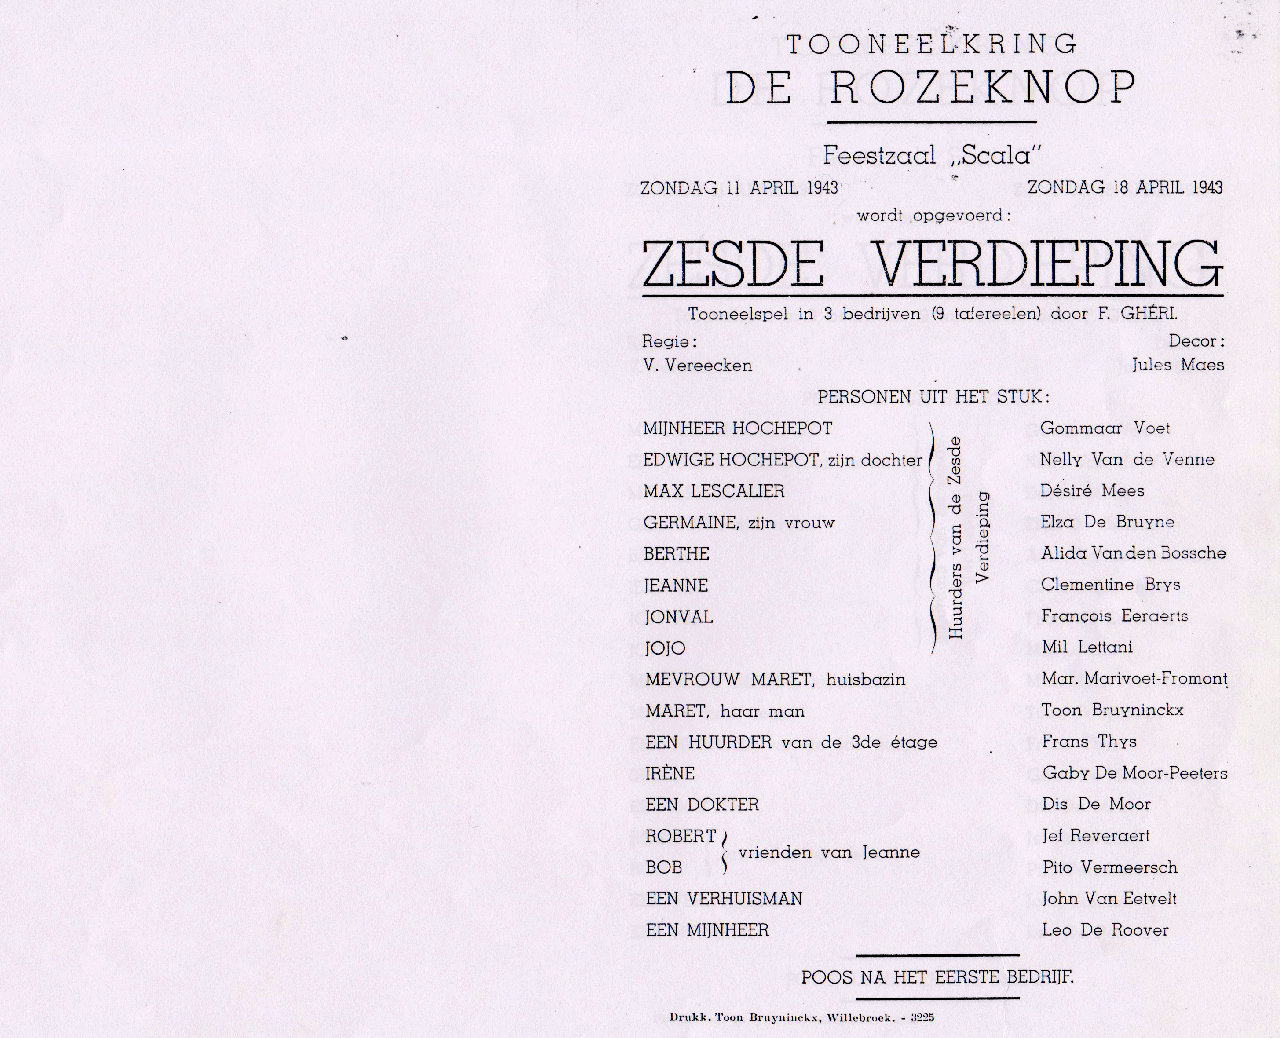 TOONEELKRING
DE ROZEKNOP
Feestzaal „Scala”
ZONDAG 11 APRIL 1943 ZONDAG 18 APRIL 1943
wordt opgevoerd:
ZESDE VERDIEPING
Tooneelspel in 3 bedrijven (9 tafereelen) door F. GHÉRI.
Regie: Decor:
V. Vereecken Jules Maes
PERSONEN UIT HET STUK:
MIJNHEER HOCHEPOT Gommaar Voet
EDWIGE HOCHEPOT, zijn dochter Nelly Van de Venne
MAX LESCALIER Désiré Mees
GERMAINE, zijn vrouw Elza De Bruyne
BERTHE Alida Van den Bossche
JEANNE Clementine Brys
JONVAL François Eeraerts
JOJO Mil Lettani
Huurders van de Zesde
Verdieping
MEVROUW MARET, huisbazin Mar. Marivoet-Fromont
MARET, haar man Toon Bruyninckx
EEN HUURDER van de 3de étage Frans Thys
IRÈNE Gaby De Moor-Peeters
EEN DOKTER Dis De Moor
ROBERT Jef Reveraert
vrienden van Jeanne
BOB Pito Vermeersch
EEN VERHUISMAN John Van Eetvelt
EEN MIJNHEER Leo De Roover
POOS NA HET EERSTE BEDRIJF.
Drukk. Toon Bruyninckx, Willebroek. - 3225